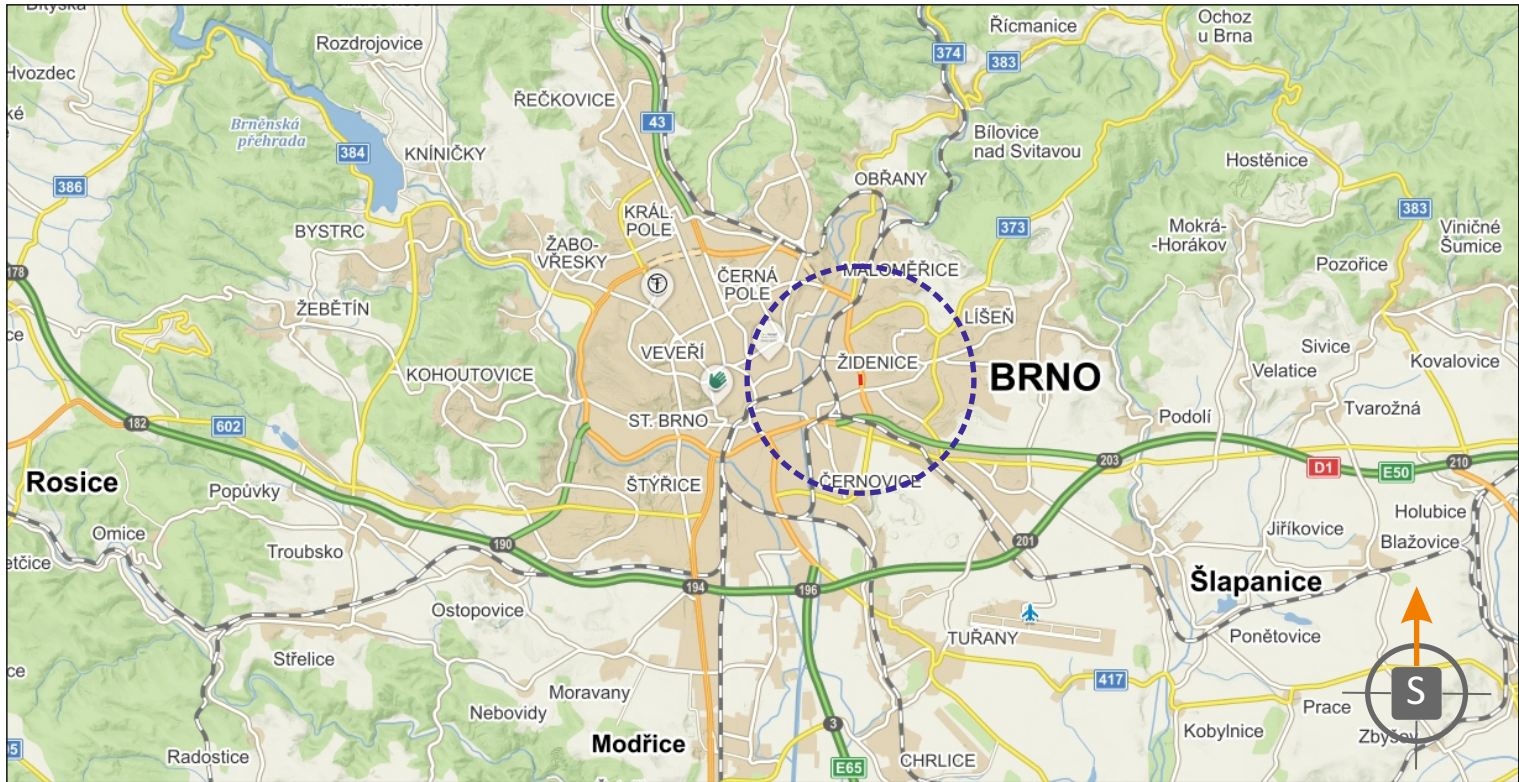 Rozdrojovice
Řícmanice
Ochoz
u Brna
374
383
Hvozdec
ŘEČKOVICE
43
Brněnská
přehrada
384
KNÍNIČKY
Bílovice
nad Svitavou
Hostěnice
386
OBŘANY
383
BYSTRC
KRÁL.
POLE
373
Mokrá-
-Horákov
Viničné
Šumice
ŽABO-
VŘESKY
ČERNÁ
POLE
MALOMĚŘICE
Pozořice
178
ŽEBĚTÍN
LÍŠEŇ
VEVEŘÍ
ŽIDENICE
BRNO
Sivice
Velatice
Kovalovice
KOHOUTOVICE
ST. BRNO
Podolí
Tvarožná
182
602
203
D1
E50
210
Rosice
Popůvky
ŠTÝŘICE
ČERNOVICE
Holubice
Omice
Troubsko
190
201
Jiříkovice
Blažovice
194
196
Šlapanice
Ostopovice
TUŘANY
Ponětovice
Střelice
Moravany
417
S
Nebovidy
Prace
3
Kobylnice
Zbyšov
Modřice
Radostice
E65
CHRLICE